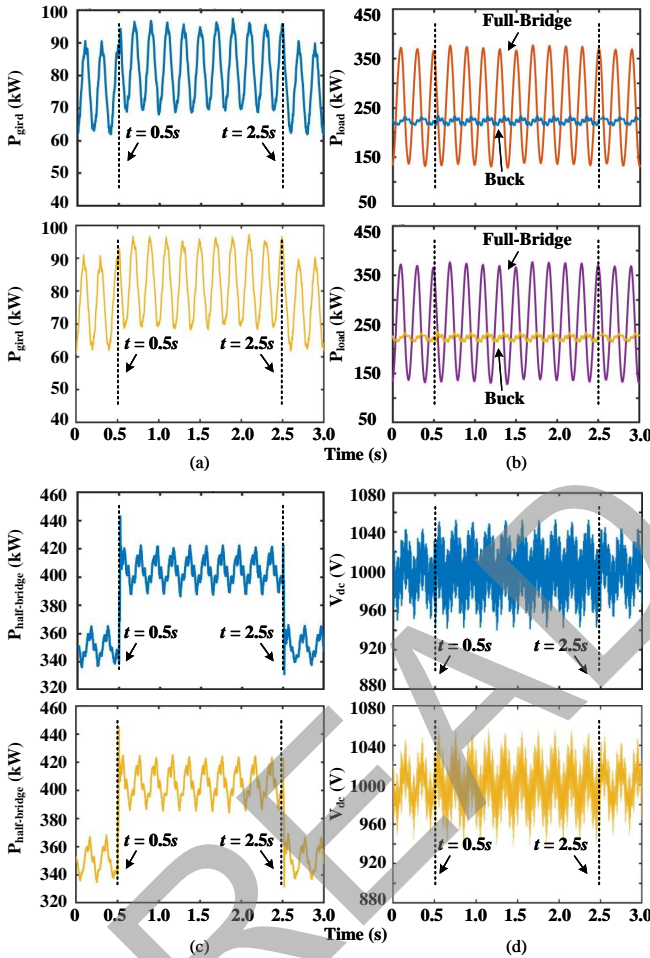 100
90
80
70
60
50
40
P_gird (kW)
t = 0.5s
t = 2.5s
450
350
250
150
50
P_load (kW)
Full-Bridge
Buck
100
90
80
70
60
50
40
P_gird (kW)
t = 0.5s
t = 2.5s
0 0.5 1.0 1.5 2.0 2.5 3.0
450
350
250
150
50
P_load (kW)
Full-Bridge
Buck
0 0.5 1.0 1.5 2.0 2.5 3.0
Time (s)
(a)
(b)
460
440
420
400
380
360
340
320
P_half-bridge (kW)
t = 0.5s
t = 2.5s
1080
1040
1000
960
920
880
V_dc (V)
t = 0.5s
t = 2.5s
460
440
420
400
380
360
340
320
P_half-bridge (kW)
t = 0.5s
t = 2.5s
0 0.5 1.0 1.5 2.0 2.5 3.0
1080
1040
1000
960
920
880
V_dc (V)
t = 0.5s
t = 2.5s
0 0.5 1.0 1.5 2.0 2.5 3.0
Time (s)
(c)
(d)
READ